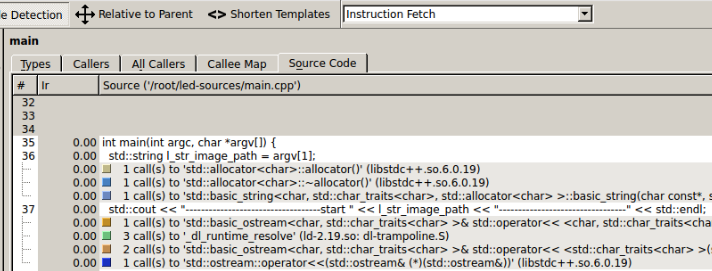 e Detection Relative to Parent <> Shorten Templates Instruction Fetch
main
Types Callers All Callers Callee Map Source Code
# Ir Source ('/root/led-sources/main.cpp')
32
33
34
35 0.00 int main(int argc, char *argv[]) {
36 0.00 std::string l_str_image_path = argv[1];
0.00 1 call(s) to 'std::allocator<char>::allocator()' (libstdc++.so.6.0.19)
0.00 1 call(s) to 'std::allocator<char>::~allocator()' (libstdc++.so.6.0.19)
0.00 1 call(s) to 'std::basic_string<char, std::char_traits<char>, std::allocator<char> >::basic_string(char const*, s
37 0.00 std::cout << "-----------------------------------start " << l_str_image_path << "---------------------------------" << std::endl;
0.00 1 call(s) to 'std::basic_ostream<char, std::char_traits<char> >& std::operator<< <char, std::char_traits<char
0.00 3 call(s) to '_dl_runtime_resolve' (ld-2.19.so: dl-trampoline.S)
0.00 2 call(s) to 'std::basic_ostream<char, std::char_traits<char> >& std::operator<< <std::char_traits<char> >(s
0.00 1 call(s) to 'std::ostream::operator<<(std::ostream& (*)(std::ostream&))' (libstdc++.so.6.0.19)